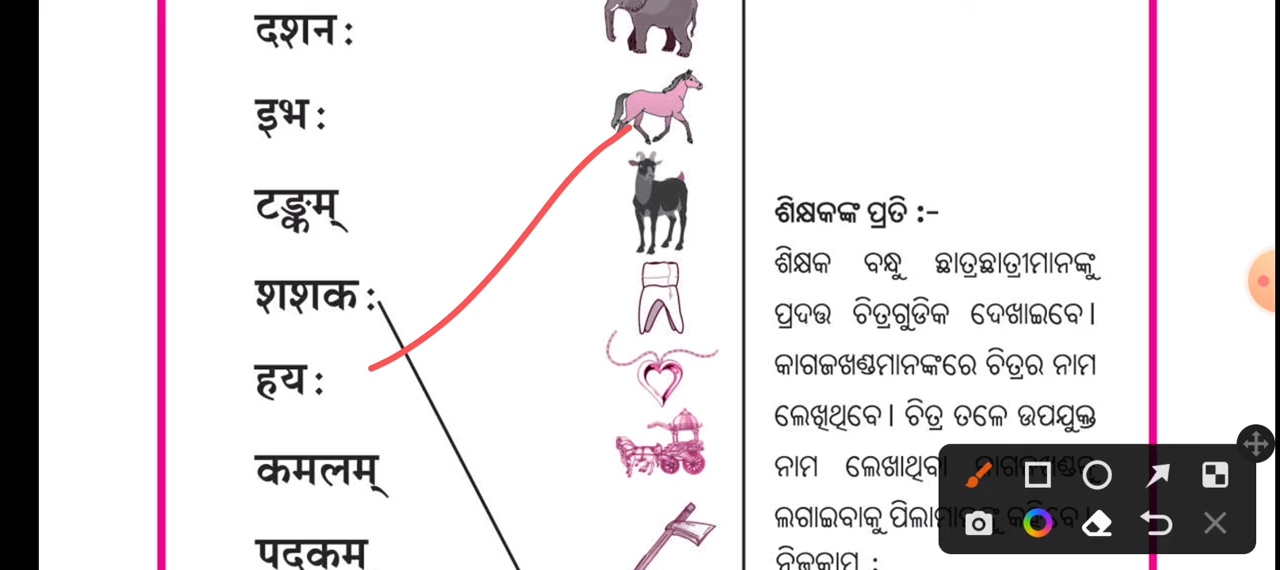 दशन :
इभ :
टङ्कम्
शशक :
हय :
कमलम्
पदकम्
ଶିକ୍ଷକଙ୍କ ପ୍ରତି :-
ଶିକ୍ଷକ ବନ୍ଧୁ ଛାତ୍ରଛାତ୍ରୀମାନଙ୍କୁ
ପ୍ରଦତ୍ତ ଚିତ୍ରଗୁଡିକ ଦେଖାଇବେ।
କାଗଜଖଣ୍ଡମାନଙ୍କରେ ଚିତ୍ରର ନାମ
ଲେଖିଥିବେ। ଚିତ୍ର ତଳେ ଉପଯୁକ୍ତ
ନାମ ଲେଖାଥିବା
ଲଗାଇବାକୁ